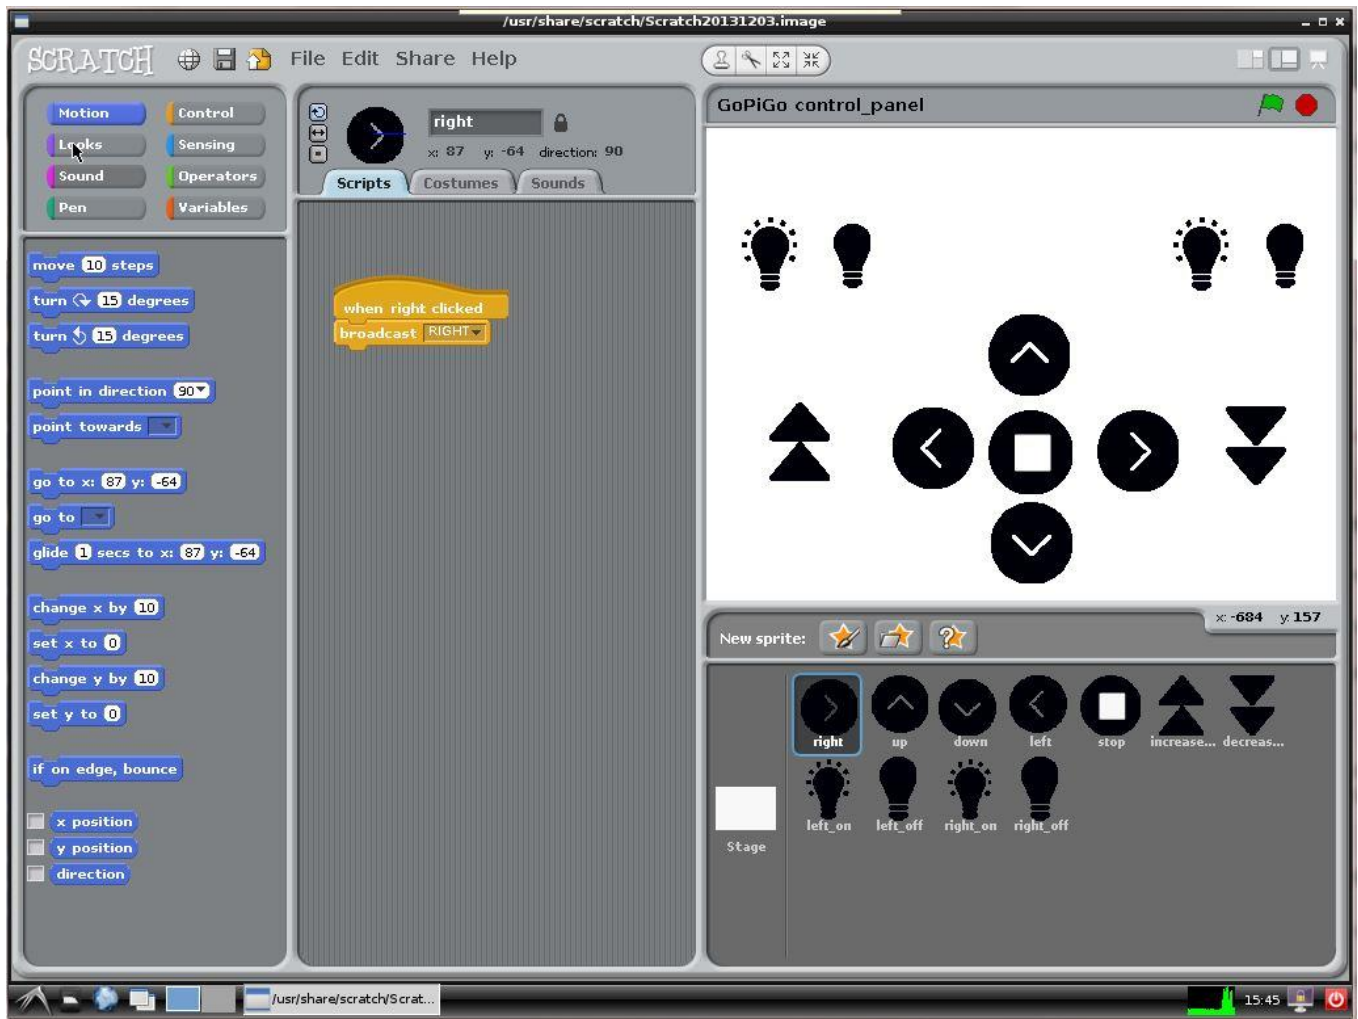 /usr/share/scratch/Scratch20131203.image
SCRATCH File Edit Share Help
Motion Control
Looks Sensing
Sound Operators
Pen Variables
move 10 steps
turn 15 degrees
turn 15 degrees
point in direction 90
point towards
go to x: 87 y: -64
go to
glide 1 secs to x: 87 y: -64
change x by 10
set x to 0
change y by 10
set y to 0
if on edge, bounce
x position
y position
direction
right
x: 87 y: -64 direction: 90
Scripts Costumes Sounds
when right clicked
broadcast RIGHT
GoPiGo control_panel
x: -684 y: 157
New sprite:
right up down left stop increase... decreas...
left_on left_off right_on right_off
Stage
/usr/share/scratch/Scrat...
15:45